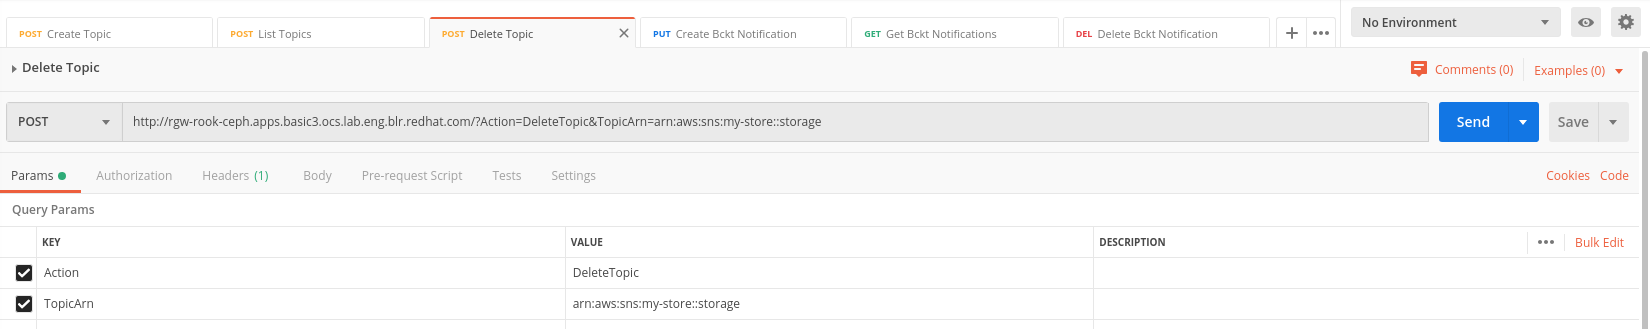 POST Create Topic POST List Topics POST Delete Topic PUT Create Bckt Notification GET Get Bckt Notifications DEL Delete Bckt Notification No Environment
Delete Topic Comments (0) Examples (0)
POST http://rgw-rook-ceph.apps.basic3.ocs.lab.eng.blr.redhat.com/?Action=DeleteTopic&TopicArn=arn:aws:sns:my-store::storage Send Save
Params Authorization Headers (1) Body Pre-request Script Tests Settings Cookies Code
Query Params
KEY VALUE DESCRIPTION Bulk Edit
Action DeleteTopic
TopicArn arn:aws:sns:my-store::storage